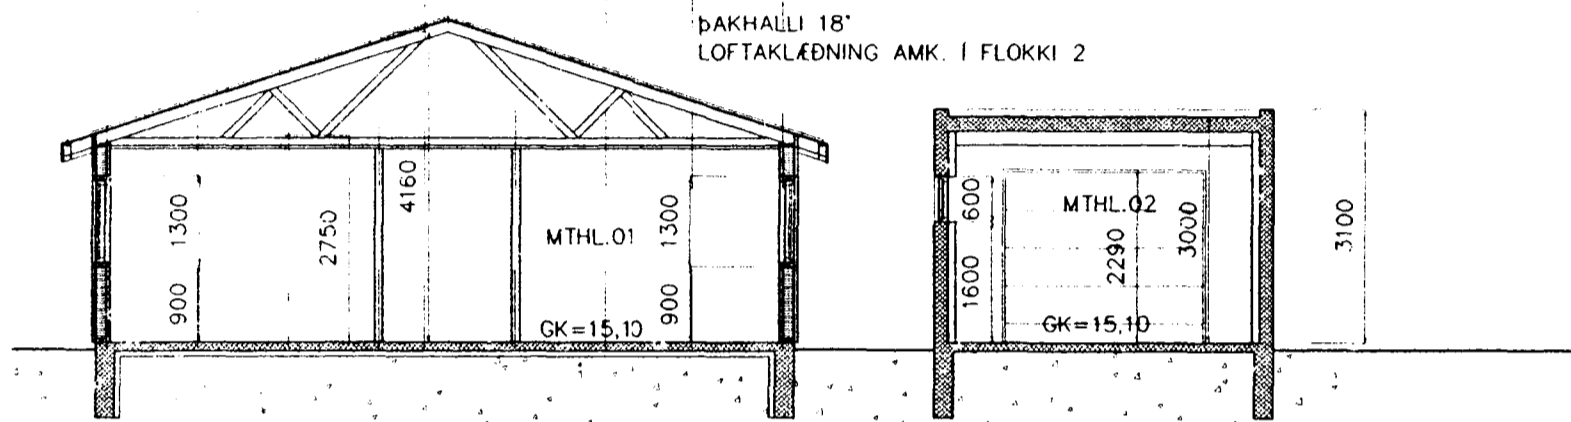 ÞAKHALLI 18°
LOFTAKLÆÐNING AMK. Í FLOKKI 2
1300
900
2750
4160
MTHL.01
1300
900
GK=15,10
600
1600
MTHL.02
2290
3000
GK=15,10
3100